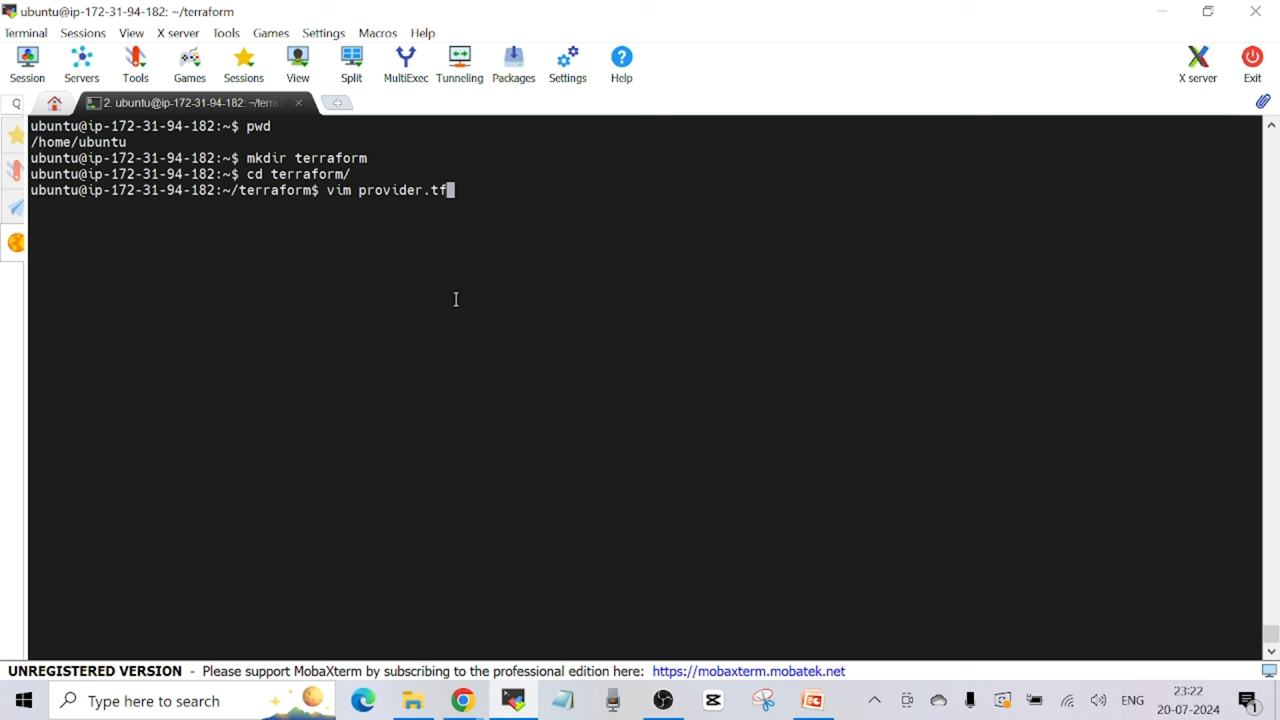 ubuntu@ip-172-31-94-182: ~/terraform
Terminal Sessions View X server Tools Games Settings Macros Help
Session Servers Tools Games Sessions View Split MultiExec Tunneling Packages Settings Help X server Exit
2. ubuntu@ip-172-31-94-182: ~/terra
ubuntu@ip-172-31-94-182:~$ pwd
/home/ubuntu
ubuntu@ip-172-31-94-182:~$ mkdir terraform
ubuntu@ip-172-31-94-182:~$ cd terraform/
ubuntu@ip-172-31-94-182:~/terraform$ vim provider.tf
UNREGISTERED VERSION - Please support MobaXterm by subscribing to the professional edition here: https://mobaxterm.mobatek.net
Type here to search
ENG
23:22
20-07-2024
1